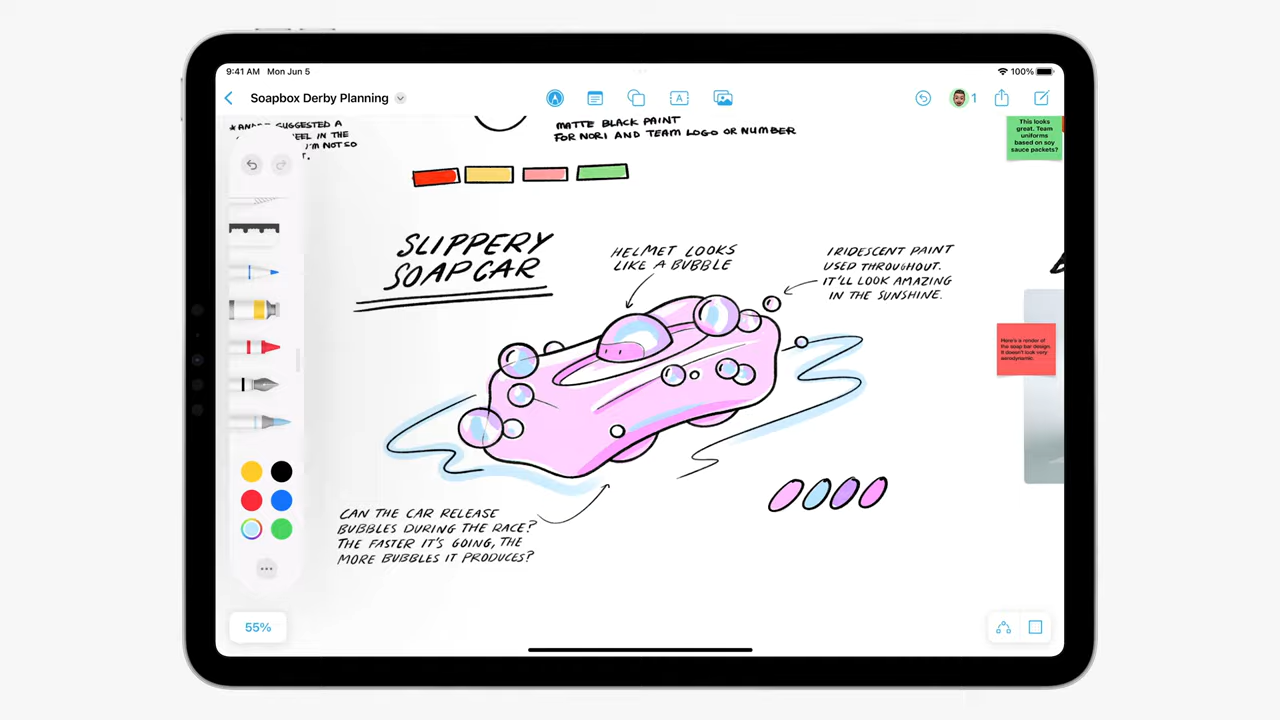 9:41 AM Mon Jun 5
100%
Soapbox Derby Planning
A
1
SUGGESTED A
EEL IN THE
I'M NOT SO
T.
MATTE BLACK PAINT
FOR NORI AND TEAM LOGO OR NUMBER
This looks
great. Team
uniforms
based on soy
sauce packets?
SLIPPERY
SOAP CAR
HELMET LOOKS
LIKE A BUBBLE
IRIDESCENT PAINT
USED THROUGHOUT.
IT'LL LOOK AMAZING
IN THE SUNSHINE.
Here's a render of
the soap bar design.
It doesn't look very
aerodynamic.
CAN THE CAR RELEASE
BUBBLES DURING THE RACE?
THE FASTER IT'S GOING, THE
MORE BUBBLES IT PRODUCES?
55%